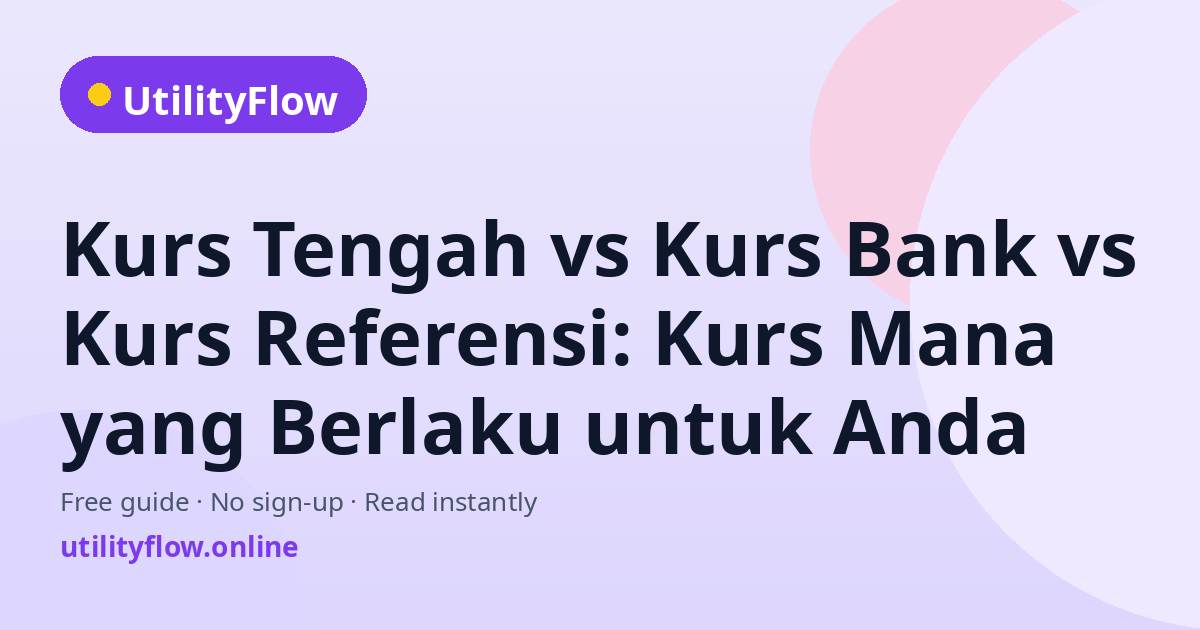 UtilityFlow
Kurs Tengah vs Kurs Bank vs
Kurs Referensi: Kurs Mana
yang Berlaku untuk Anda
Free guide · No sign-up · Read instantly
utilityflow.online